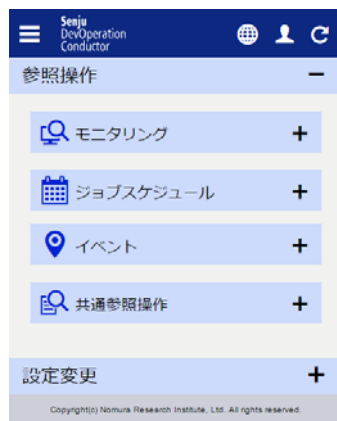 Senju
DevOperation
Conductor
参照操作
モニタリング
ジョブスケジュール
イベント
共通参照操作
設定変更
Copyright(c) Nomura Research Institute, Ltd. All rights reserved.